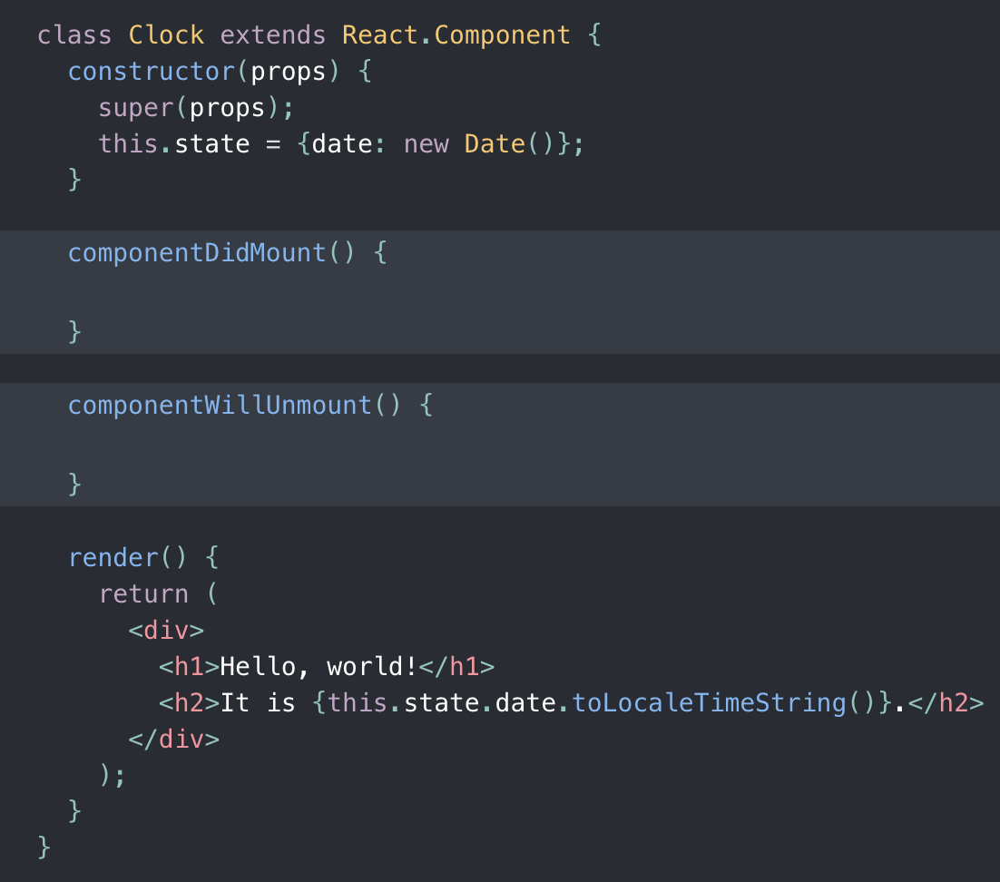 class Clock extends React.Component {
  constructor(props) {
    super(props);
    this.state = {date: new Date()};
  }

  componentDidMount() {

  }

  componentWillUnmount() {

  }

  render() {
    return (
      <div>
        <h1>Hello, world!</h1>
        <h2>It is {this.state.date.toLocaleTimeString()}.</h2>
      </div>
    );
  }
}